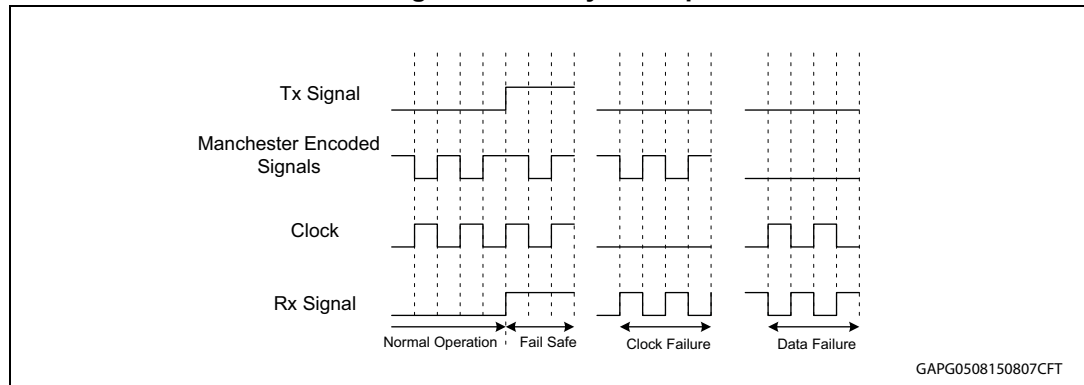 Tx Signal
Manchester Encoded
Signals
Clock
Rx Signal
Normal Operation
Fail Safe
Clock Failure
Data Failure
GAPG0508150807CFT